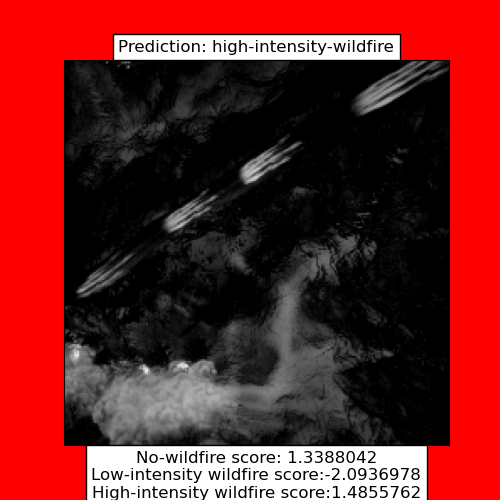 Prediction: high-intensity-wildfire
No-wildfire score: 1.3388042
Low-intensity wildfire score:-2.0936978
High-intensity wildfire score:1.4855762